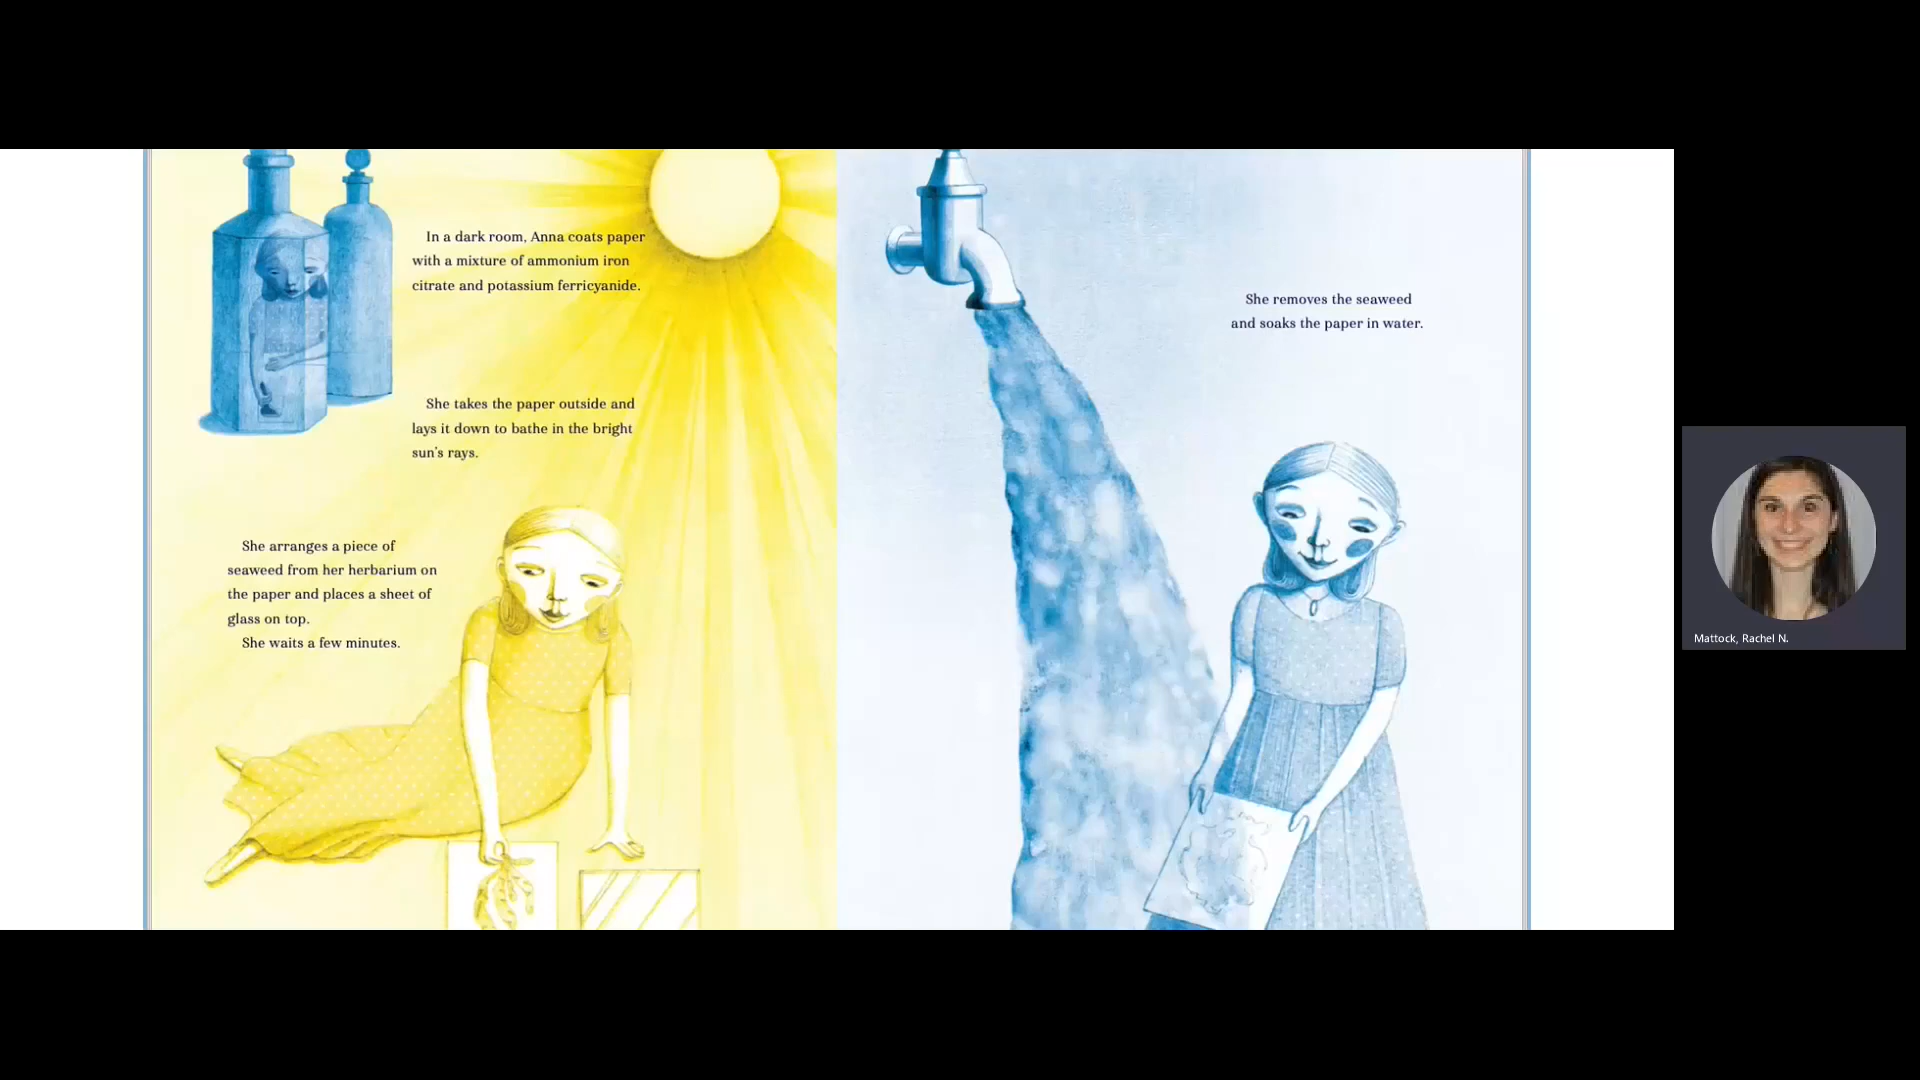 In a dark room, Anna coats paper
with a mixture of ammonium iron
citrate and potassium ferricyanide.
She takes the paper outside and
lays it down to bathe in the bright
sun's rays.
She arranges a piece of
seaweed from her herbarium on
the paper and places a sheet of
glass on top.
She waits a few minutes.
She removes the seaweed
and soaks the paper in water.
Mattock, Rachel N.